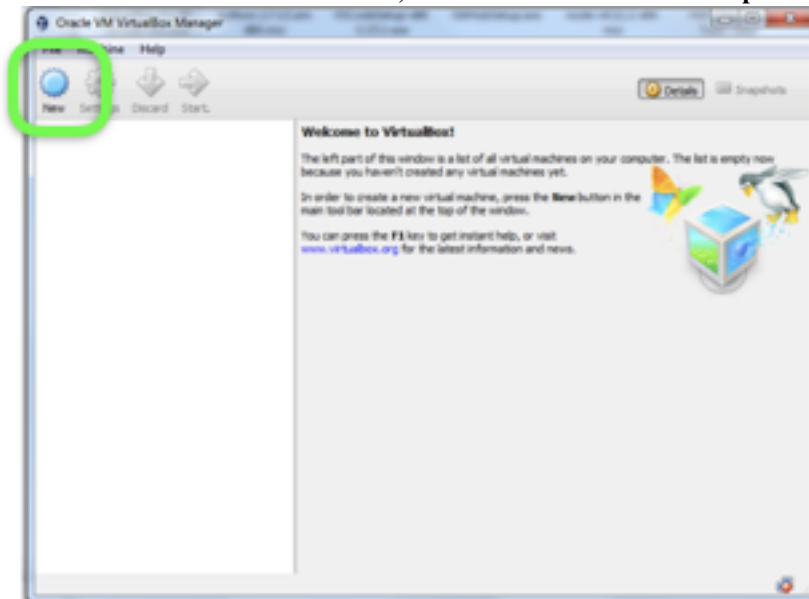 Oracle VM VirtualBox Manager
File Machine Help
New Settings Discard Start.
Details Snapshots
Welcome to VirtualBox!
The left part of this window is a list of all virtual machines on your computer. The list is empty now
because you haven't created any virtual machines yet.
In order to create a new virtual machine, press the New button in the
main tool bar located at the top of the window.
You can press the F1 key to get instant help, or visit
www.virtualbox.org for the latest information and news.